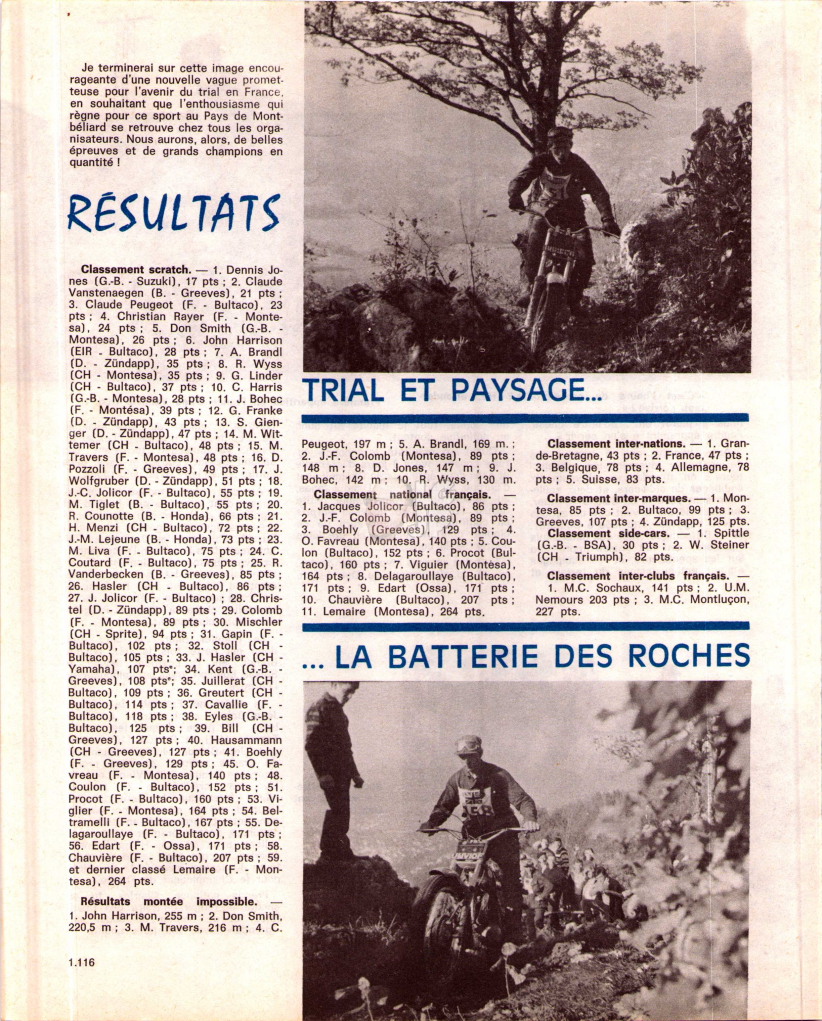 Je terminerai sur cette image encou-
rageante d'une nouvelle vague promet-
teuse pour l'avenir du trial en France,
en souhaitant que l'enthousiasme qui
règne pour ce sport au Pays de Mont-
béliard se retrouve chez tous les orga-
nisateurs. Nous aurons, alors, de belles
épreuves et de grands champions en
quantité !
RÉSULTATS
Classement scratch. — 1. Dennis Jo-
nes (G.-B. - Suzuki), 17 pts ; 2. Claude
Vanstenaegen (B. - Greeves), 21 pts ;
3. Claude Peugeot (F. - Bultaco), 23
pts ; 4. Christian Rayer (F. - Monte-
sa), 24 pts ; 5. Don Smith (G.-B. -
Montesa), 26 pts ; 6. John Harrison
(EIR - Bultaco), 28 pts ; 7. A. Brandl
(D. - Zündapp), 35 pts ; 8. R. Wyss
(CH - Montesa), 35 pts ; 9. G. Linder
(CH - Bultaco), 37 pts ; 10. C. Harris
(G.-B. - Montesa), 28 pts ; 11. J. Bohec
(F. - Montésa), 39 pts ; 12. G. Franke
(D. - Zündapp), 43 pts ; 13. S. Gien-
ger (D. - Zündapp), 47 pts ; 14. M. Wit-
temer (CH - Bultaco), 48 pts ; 15. M.
Travers (F. - Montesa), 48 pts ; 16. D.
Pozzoli (F. - Greeves), 49 pts ; 17. J.
Wolfgruber (D. - Zündapp), 51 pts ; 18.
J.-C. Jolicor (F. - Bultaco), 55 pts ; 19.
M. Tiglet (B. - Bultaco), 55 pts ; 20.
R. Counotte (B. - Honda), 66 pts ; 21.
H. Menzi (CH - Bultaco), 72 pts ; 22.
J.-M. Lejeune (B. - Honda), 73 pts ; 23.
M. Liva (F. - Bultaco), 75 pts ; 24. C.
Coutard (F. - Bultaco), 75 pts ; 25. R.
Vanderbecken (B. - Greeves), 85 pts ;
26. Hasler (CH - Bultaco), 86 pts ;
27. J. Jolicor (F. - Bultaco) ; 28. Chris-
tel (D. - Zündapp), 89 pts ; 29. Colomb
(F. - Montesa), 89 pts ; 30. Mischler
(CH - Sprite), 94 pts ; 31. Gapin (F. -
Bultaco), 102 pts ; 32. Stoll (CH -
Bultaco), 105 pts ; 33. J. Hasler (CH -
Yamaha), 107 pts*; 34. Kent (G.-B. -
Greeves), 108 pts*; 35. Juillerat (CH -
Bultaco), 109 pts ; 36. Greutert (CH -
Bultaco), 114 pts ; 37. Cavallie (F. -
Bultaco), 118 pts ; 38. Eyles (G.-B. -
Bultaco), 125 pts ; 39. Bill (CH -
Greeves), 127 pts ; 40. Hausammann
(CH - Greeves), 127 pts ; 41. Boehly
(F. - Greeves), 129 pts ; 45. O. Fa-
vreau (F. - Montesa), 140 pts ; 48.
Coulon (F. - Bultaco), 152 pts ; 51.
Procot (F. - Bultaco), 160 pts ; 53. Vi-
glier (F. - Montesa), 164 pts ; 54. Bel-
tramelli (F. - Bultaco), 167 pts ; 55. De-
lagaroullaye (F. - Bultaco), 171 pts ;
56. Edart (F. - Ossa), 171 pts ; 58.
Chauvière (F. - Bultaco), 207 pts ; 59.
et dernier classé Lemaire (F. - Mon-
tesa), 264 pts.
Résultats montée impossible. —
1. John Harrison, 255 m ; 2. Don Smith,
220,5 m ; 3. M. Travers, 216 m ; 4. C.
1.116
TRIAL ET PAYSAGE...
Peugeot, 197 m ; 5. A. Brandl, 169 m. ;
2. J.-F. Colomb (Montesa), 89 pts ;
148 m ; 8. D. Jones, 147 m ; 9. J.
Bohec, 142 m ; 10. R. Wyss, 130 m.
Classement national français. —
1. Jacques Jolicor (Bultaco), 86 pts ;
2. J.-F. Colomb (Montesa), 89 pts ;
3. Boehly (Greeves), 129 pts ; 4.
O. Favreau (Montesa), 140 pts ; 5. Cou-
lon (Bultaco), 152 pts ; 6. Procot (Bul-
taco), 160 pts ; 7. Viguier (Montèsa),
164 pts ; 8. Delagaroullaye (Bultaco),
171 pts ; 9. Edart (Ossa), 171 pts ;
10. Chauvière (Bultaco), 207 pts ;
11. Lemaire (Montesa), 264 pts.
Classement inter-nations. — 1. Gran-
de-Bretagne, 43 pts ; 2. France, 47 pts ;
3. Belgique, 78 pts ; 4. Allemagne, 78
pts ; 5. Suisse, 83 pts.
Classement inter-marques. — 1. Mon-
tesa, 85 pts ; 2. Bultaco, 99 pts ; 3.
Greeves, 107 pts ; 4. Zündapp, 125 pts.
Classement side-cars. — 1. Spittle
(G.-B. - BSA), 30 pts ; 2. W. Steiner
(CH - Triumph), 82 pts.
Classement inter-clubs français. —
1. M.C. Sochaux, 141 pts ; 2. U.M.
Nemours 203 pts ; 3. M.C. Montluçon,
227 pts.
... LA BATTERIE DES ROCHES